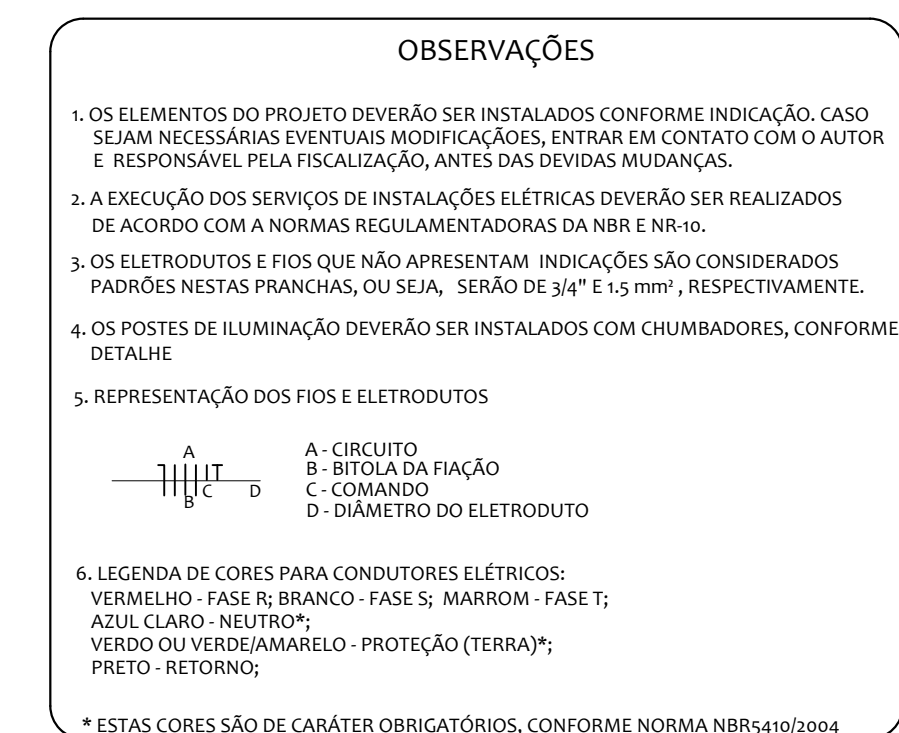 OBSERVAÇÕES
1. OS ELEMENTOS DO PROJETO DEVERÃO SER INSTALADOS CONFORME INDICAÇÃO. CASO
SEJAM NECESSÁRIAS EVENTUAIS MODIFICAÇÃOES, ENTRAR EM CONTATO COM O AUTOR
E RESPONSÁVEL PELA FISCALIZAÇÃO, ANTES DAS DEVIDAS MUDANÇAS.
2. A EXECUÇÃO DOS SERVIÇOS DE INSTALAÇÕES ELÉTRICAS DEVERÃO SER REALIZADOS
DE ACORDO COM A NORMAS REGULAMENTADORAS DA NBR E NR-10.
3. OS ELETRODUTOS E FIOS QUE NÃO APRESENTAM INDICAÇÕES SÃO CONSIDERADOS
PADRÕES NESTAS PRANCHAS, OU SEJA, SERÃO DE 3/4" E 1.5 mm² , RESPECTIVAMENTE.
4. OS POSTES DE ILUMINAÇÃO DEVERÃO SER INSTALADOS COM CHUMBADORES, CONFORME
DETALHE
5. REPRESENTAÇÃO DOS FIOS E ELETRODUTOS
A
B
C
D
A - CIRCUITO
B - BITOLA DA FIAÇÃO
C - COMANDO
D - DIÂMETRO DO ELETRODUTO
6. LEGENDA DE CORES PARA CONDUTORES ELÉTRICOS:
VERMELHO - FASE R; BRANCO - FASE S; MARROM - FASE T;
AZUL CLARO - NEUTRO*;
VERDO OU VERDE/AMARELO - PROTEÇÃO (TERRA)*;
PRETO - RETORNO;
* ESTAS CORES SÃO DE CARÁTER OBRIGATÓRIOS, CONFORME NORMA NBR5410/2004